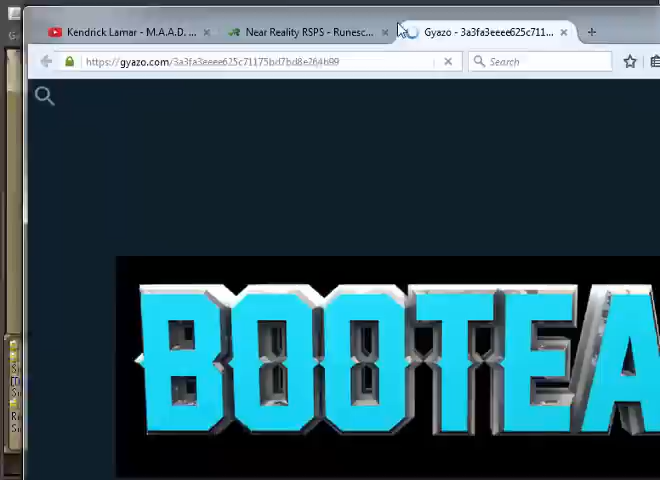 Kendrick Lamar - M.A.A.D. ...
Near Reality RSPS - Runesc...
Gyazo - 3a3fa3eeee625c711...
https://gyazo.com/3a3fa3eeee625c71175bd7bd8e264b99
Search
BOOTEA